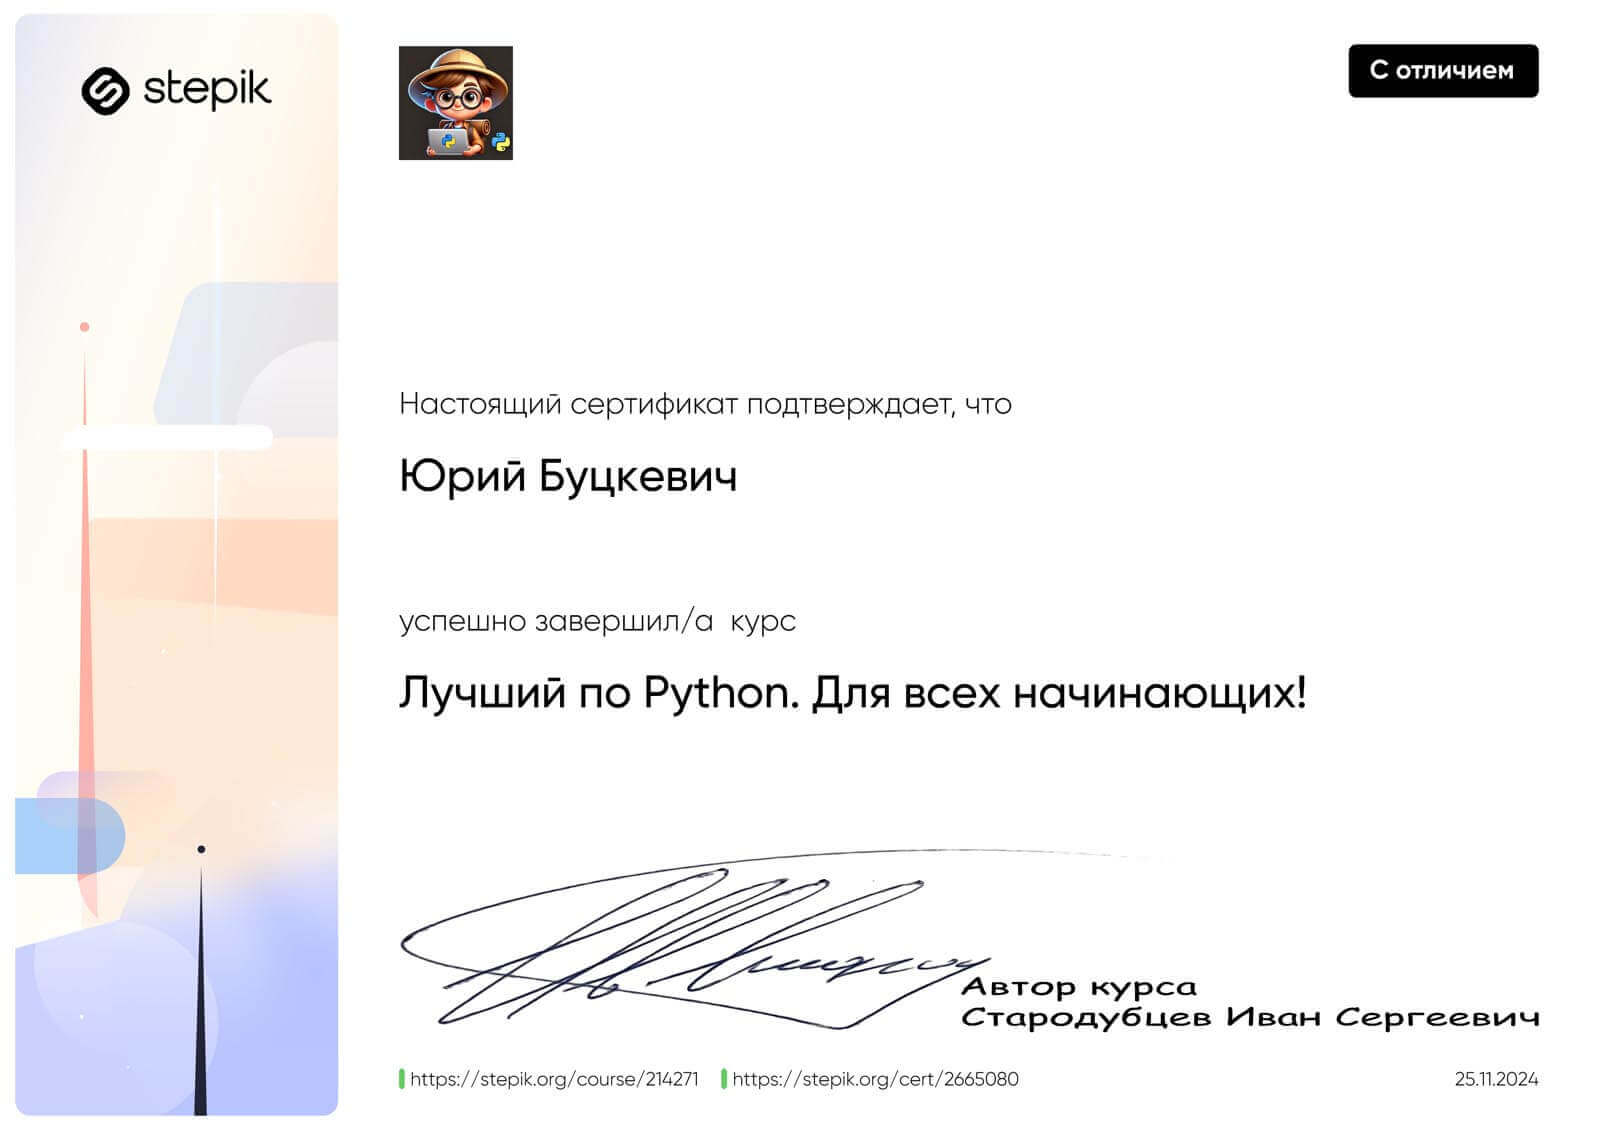 stepik
С отличием
Настоящий сертификат подтверждает, что
Юрий Буцкевич
успешно завершил/а курс
Лучший по Python. Для всех начинающих!
Автор курса
Стародубцев Иван Сергеевич
https://stepik.org/course/214271 https://stepik.org/cert/2665080 25.11.2024